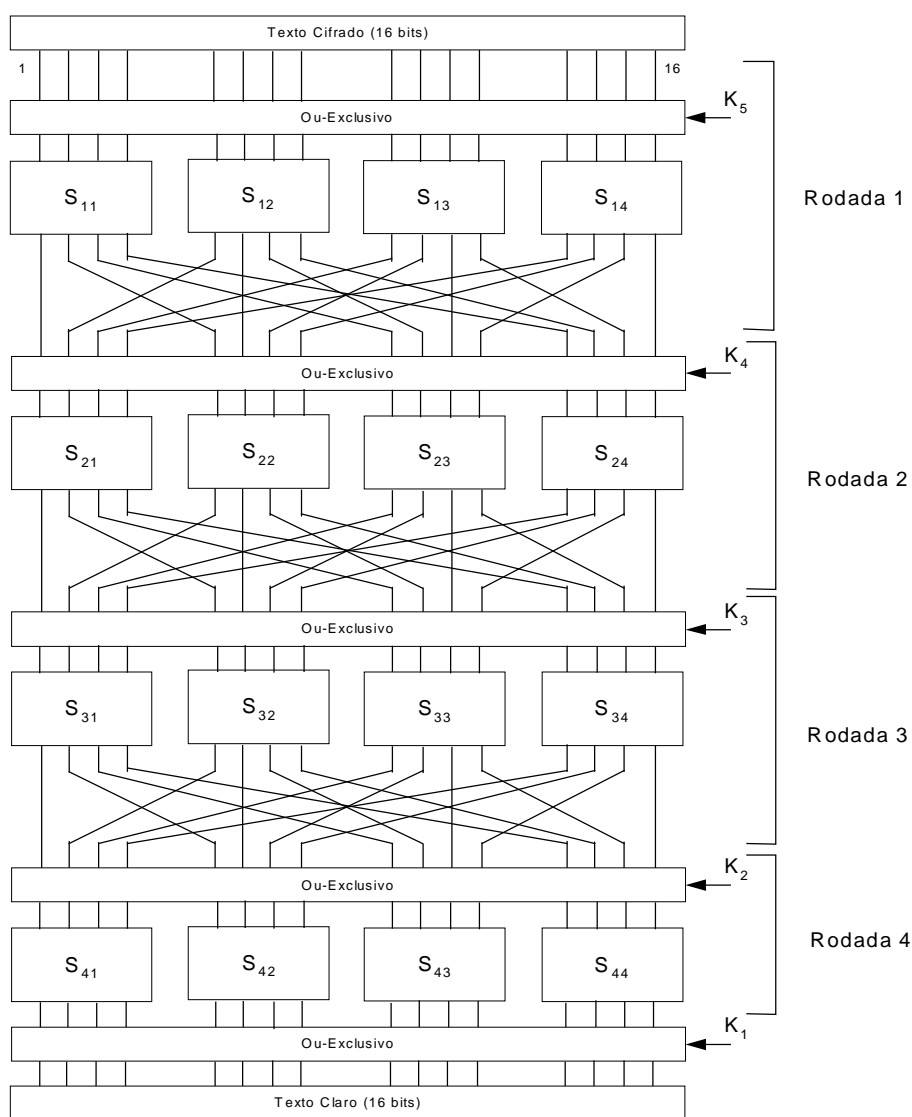 Texto Cifrado (16 bits)
1
16
K5
Ou-Exclusivo
S11
S12
S13
S14
Rodada 1
K4
Ou-Exclusivo
S21
S22
S23
S24
Rodada 2
K3
Ou-Exclusivo
S31
S32
S33
S34
Rodada 3
K2
Ou-Exclusivo
S41
S42
S43
S44
Rodada 4
K1
Ou-Exclusivo
Texto Claro (16 bits)